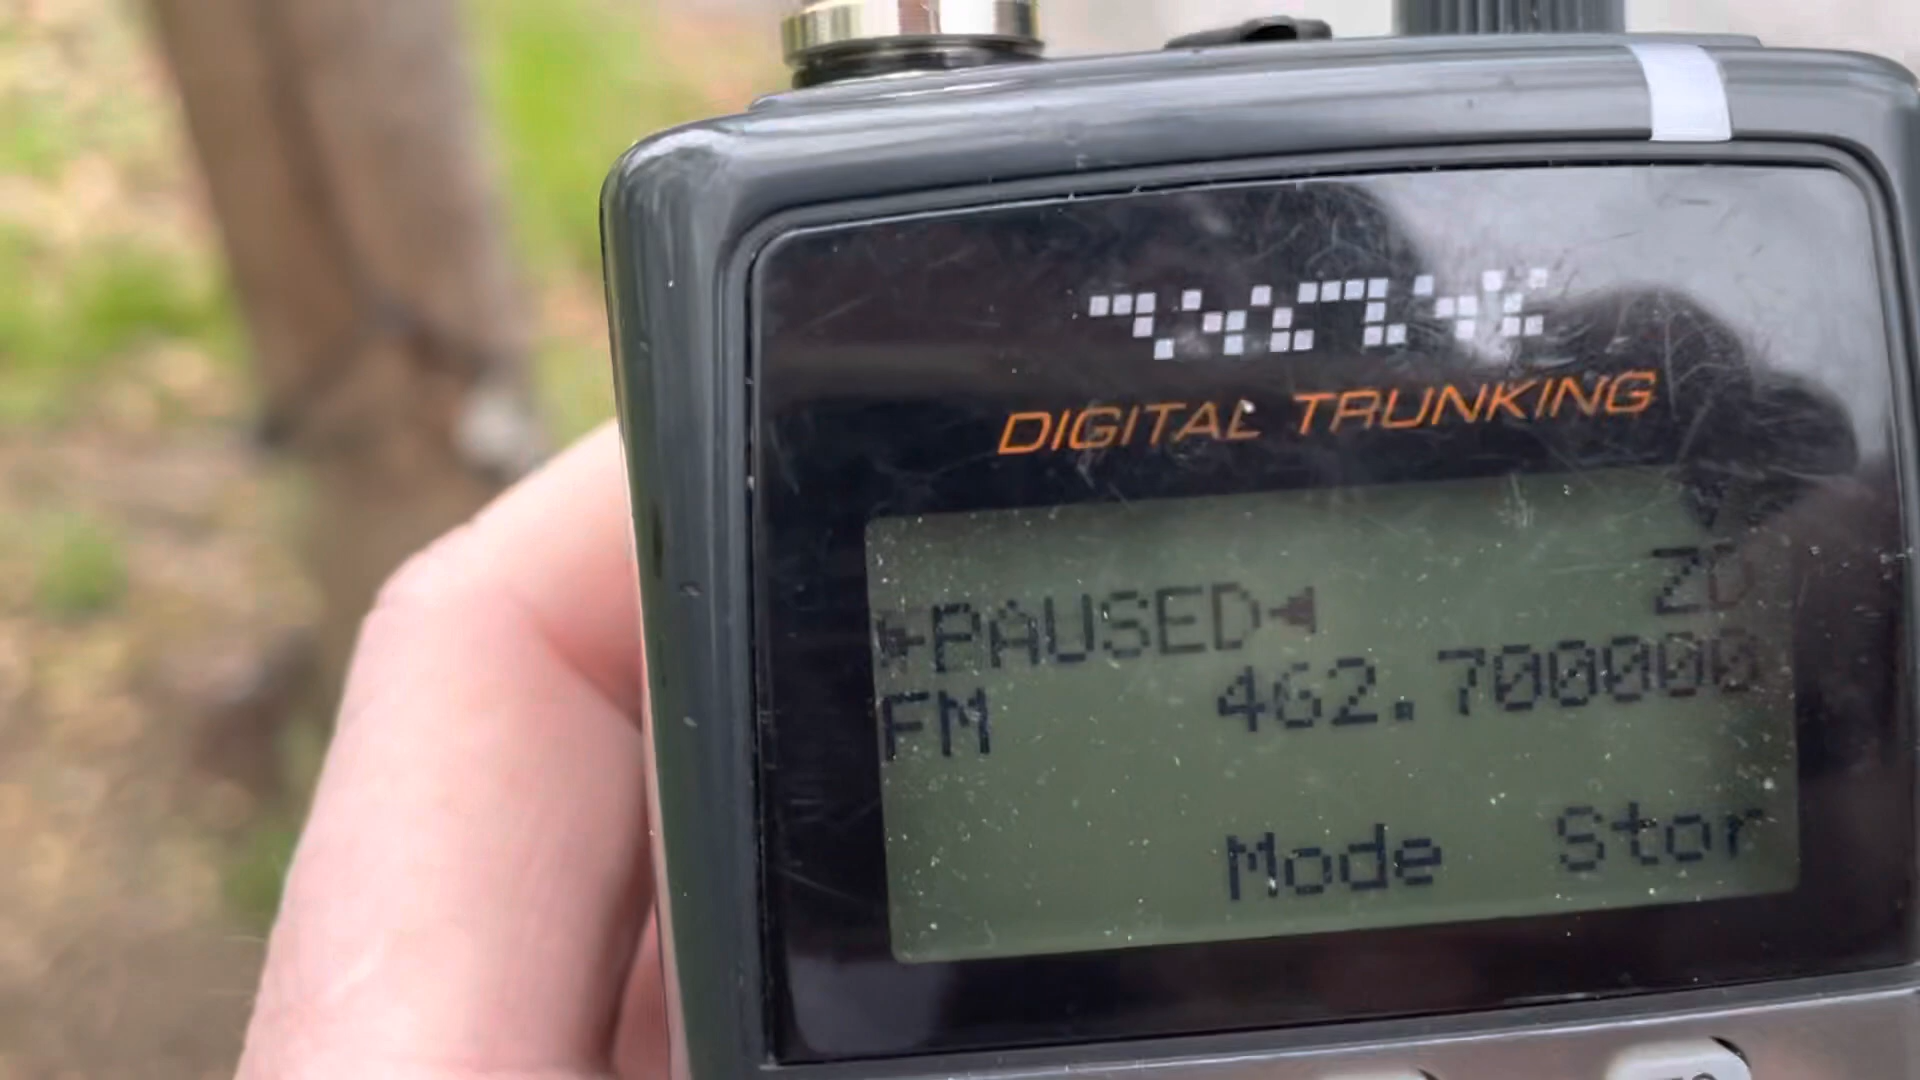 DIGITAL TRUNKING
PAUSED
FM 462.700000
Mode Stor